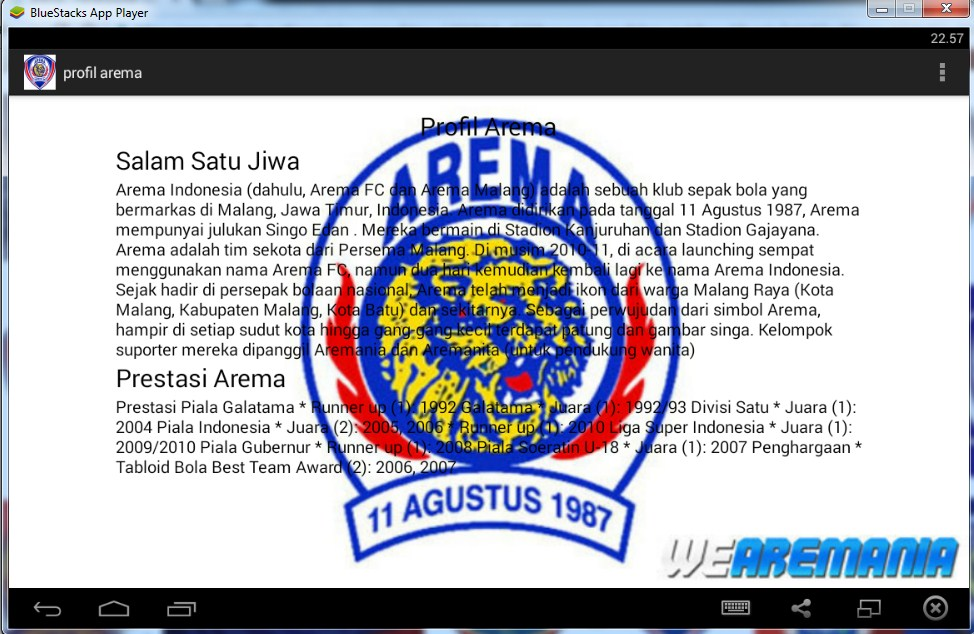 BlueStacks App Player
22.57
profil arema
Profil Arema
AREMA
Salam Satu Jiwa
Arema Indonesia (dahulu, Arema FC dan Arema Malang) adalah sebuah klub sepak bola yang
bermarkas di Malang, Jawa Timur, Indonesia. Arema didirikan pada tanggal 11 Agustus 1987, Arema
mempunyai julukan Singo Edan . Mereka bermain di Stadion Kanjuruhan dan Stadion Gajayana.
Arema adalah tim sekota dari Persema Malang. Di musim 2010-11, di acara launching sempat
menggunakan nama Arema FC, namun dua hari kemudian kembali lagi ke nama Arema Indonesia.
Sejak hadir di persepak bolaan nasional, Arema telah menjadi ikon dari warga Malang Raya (Kota
Malang, Kabupaten Malang, Kota Batu) dan sekitarnya. Sebagai perwujudan dari simbol Arema,
hampir di setiap sudut kota hingga gang-gang kecil terdapat patung dan gambar singa. Kelompok
suporter mereka dipanggil Aremania dan Aremanita (untuk pendukung wanita)
Prestasi Arema
Prestasi Piala Galatama * Runner up (1): 1992 Galatama * Juara (1): 1992/93 Divisi Satu * Juara (1):
2004 Piala Indonesia * Juara (2): 2005, 2006 * Runner up (1): 2010 Liga Super Indonesia * Juara (1):
2009/2010 Piala Gubernur * Runner up (1): 2008 Piala Soeratin U-18 * Juara (1): 2007 Penghargaan *
Tabloid Bola Best Team Award (2): 2006, 2007
11 AGUSTUS 1987
WEAREMANIA